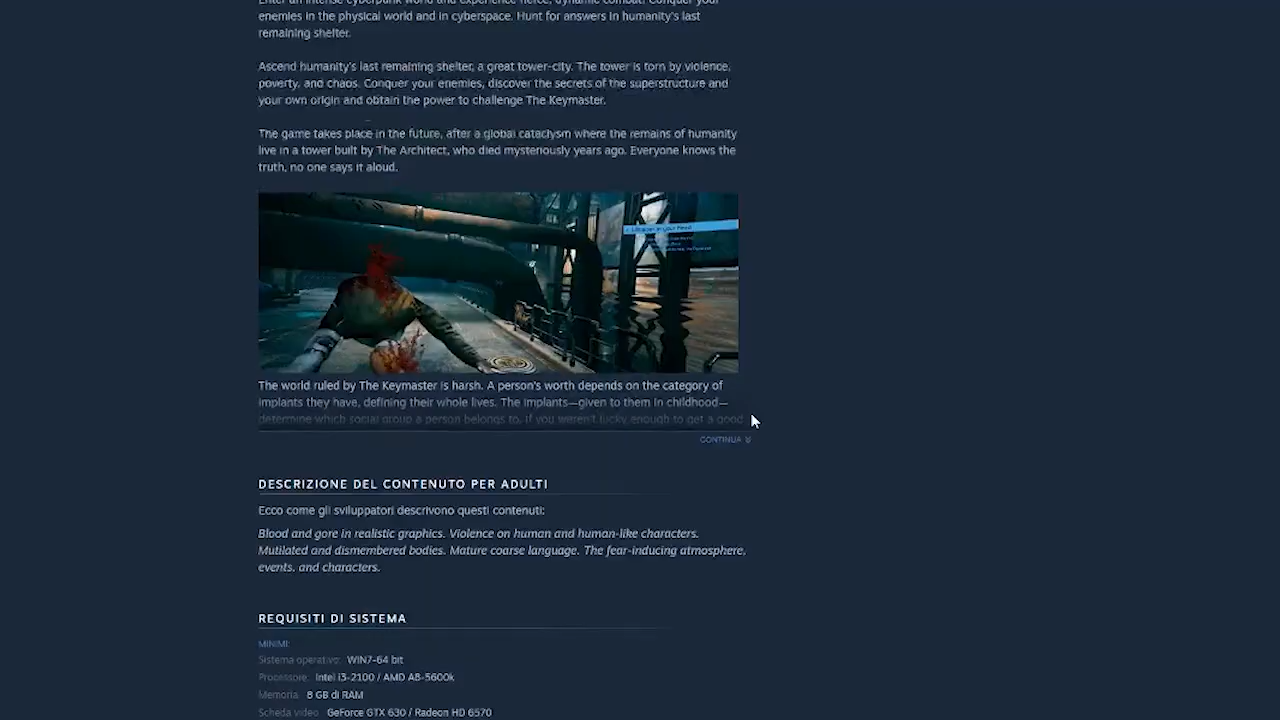 Enter an intense cyberpunk world and experience fierce, dynamic combat. Conquer your
enemies in the physical world and in cyberspace. Hunt for answers in humanity's last
remaining shelter.
Ascend humanity's last remaining shelter, a great tower-city. The tower is torn by violence,
poverty, and chaos. Conquer your enemies, discover the secrets of the superstructure and
your own origin and obtain the power to challenge The Keymaster.
The game takes place in the future, after a global cataclysm where the remains of humanity
live in a tower built by The Architect, who died mysteriously years ago. Everyone knows the
truth, no one says it aloud.
The world ruled by The Keymaster is harsh. A person's worth depends on the category of
implants they have, defining their whole lives. The implants—given to them in childhood—
determine which social group a person belongs to. If you weren't lucky enough to get a good
CONTINUA
DESCRIZIONE DEL CONTENUTO PER ADULTI
Ecco come gli sviluppatori descrivono questi contenuti:
Blood and gore in realistic graphics. Violence on human and human-like characters.
Mutilated and dismembered bodies. Mature coarse language. The fear-inducing atmosphere,
events, and characters.
REQUISITI DI SISTEMA
MINIMI:
Sistema operativo: WIN7-64 bit
Processore: Intel i3-2100 / AMD A8-5600k
Memoria: 8 GB di RAM
Scheda video: GeForce GTX 630 / Radeon HD 6570